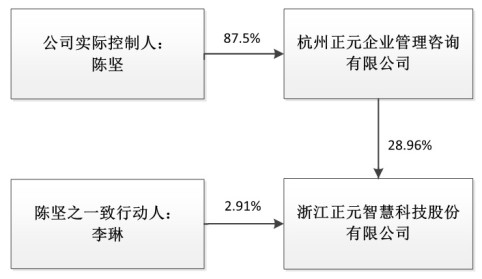 公司实际控制人：
陈坚
87.5%
杭州正元企业管理咨询
有限公司
28.96%
陈坚之一致行动人：
李琳
2.91%
浙江正元智慧科技股份
有限公司